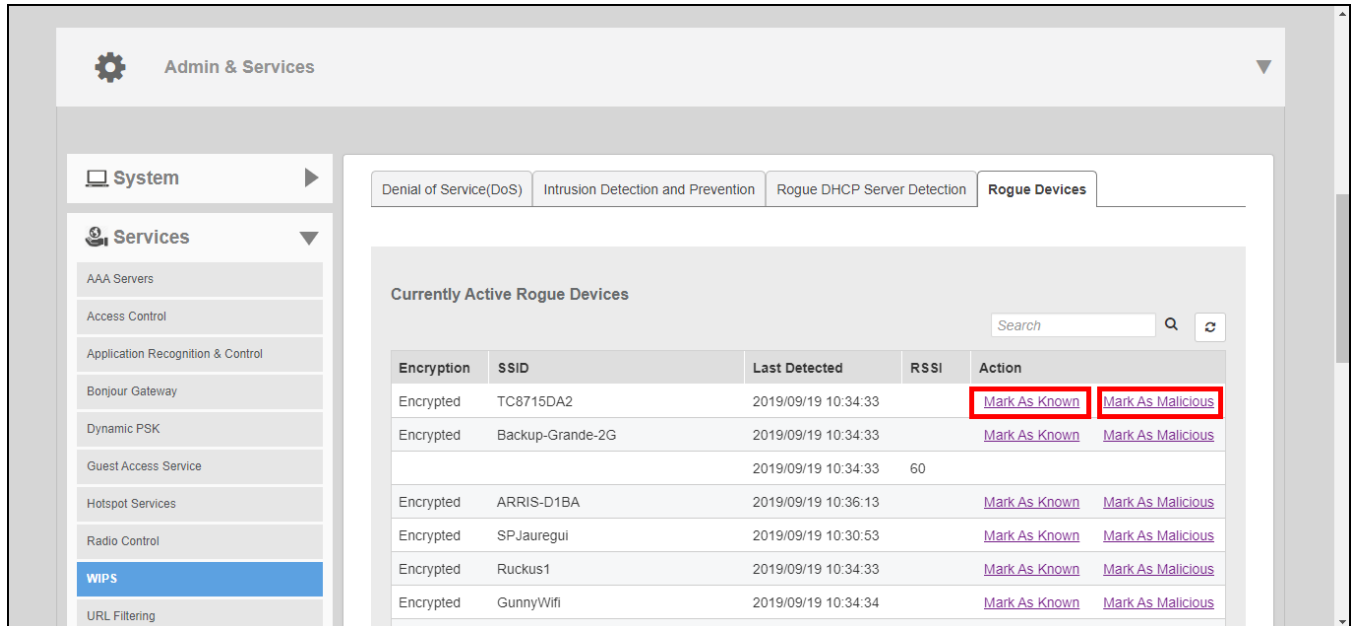 Admin & Services
System
Services
AAA Servers
Access Control
Application Recognition & Control
Bonjour Gateway
Dynamic PSK
Guest Access Service
Hotspot Services
Radio Control
WIPS
URL Filtering
Denial of Service(DoS) Intrusion Detection and Prevention Rogue DHCP Server Detection Rogue Devices
Currently Active Rogue Devices
Search
Encryption SSID Last Detected RSSI Action
Encrypted TC8715DA2 2019/09/19 10:34:33 Mark As Known Mark As Malicious
Encrypted Backup-Grande-2G 2019/09/19 10:34:33 Mark As Known Mark As Malicious
2019/09/19 10:34:33 60
Encrypted ARRIS-D1BA 2019/09/19 10:36:13 Mark As Known Mark As Malicious
Encrypted SPJauregui 2019/09/19 10:30:53 Mark As Known Mark As Malicious
Encrypted Ruckus1 2019/09/19 10:34:33 Mark As Known Mark As Malicious
Encrypted GunnyWifi 2019/09/19 10:34:34 Mark As Known Mark As Malicious